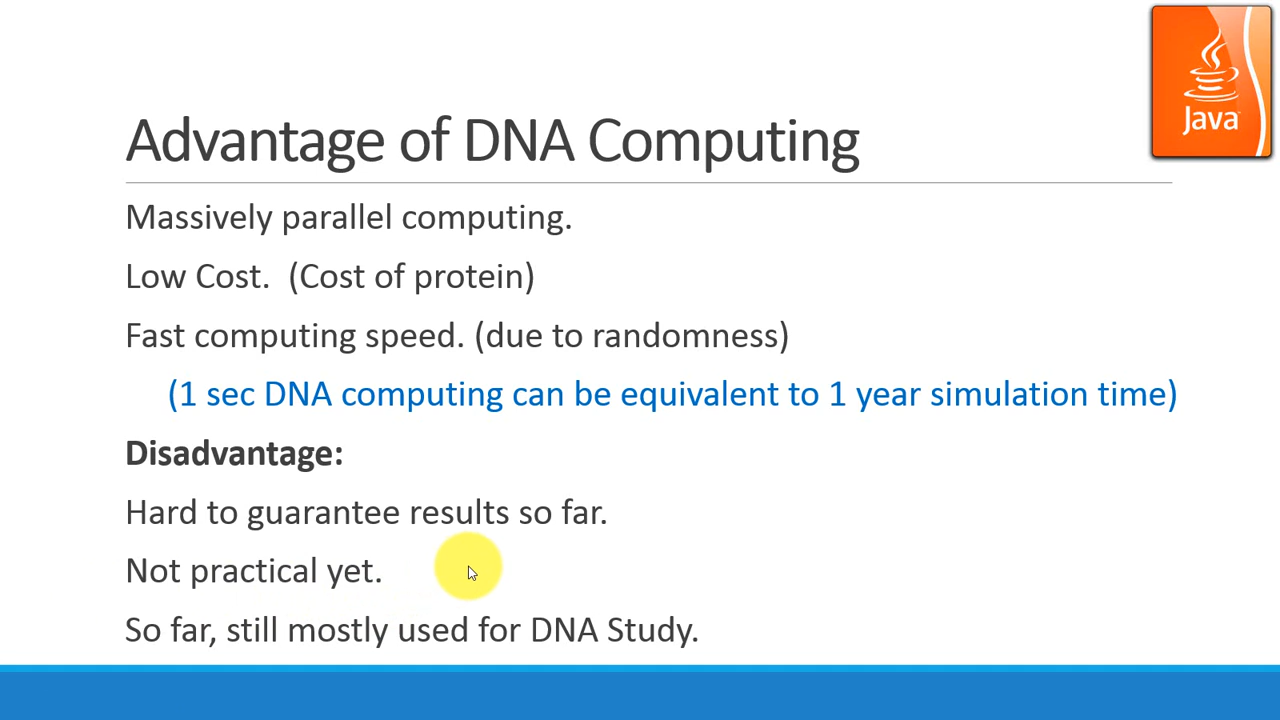 Java
Advantage of DNA Computing
Massively parallel computing.
Low Cost. (Cost of protein)
Fast computing speed. (due to randomness)
(1 sec DNA computing can be equivalent to 1 year simulation time)
Disadvantage:
Hard to guarantee results so far.
Not practical yet.
So far, still mostly used for DNA Study.